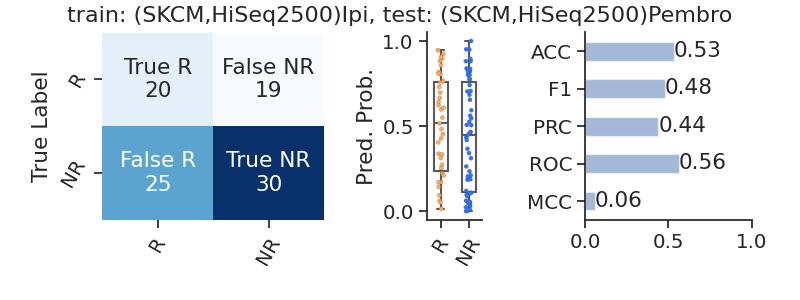 train: (SKCM,HiSeq2500)Ipi, test: (SKCM,HiSeq2500)Pembro
True Label
R
NR
True R
20
False NR
19
False R
25
True NR
30
R
NR
Pred. Prob.
1.0
0.5
0.0
R
NR
ACC
0.53
F1
0.48
PRC
0.44
ROC
0.56
MCC
0.06
0.0
0.5
1.0